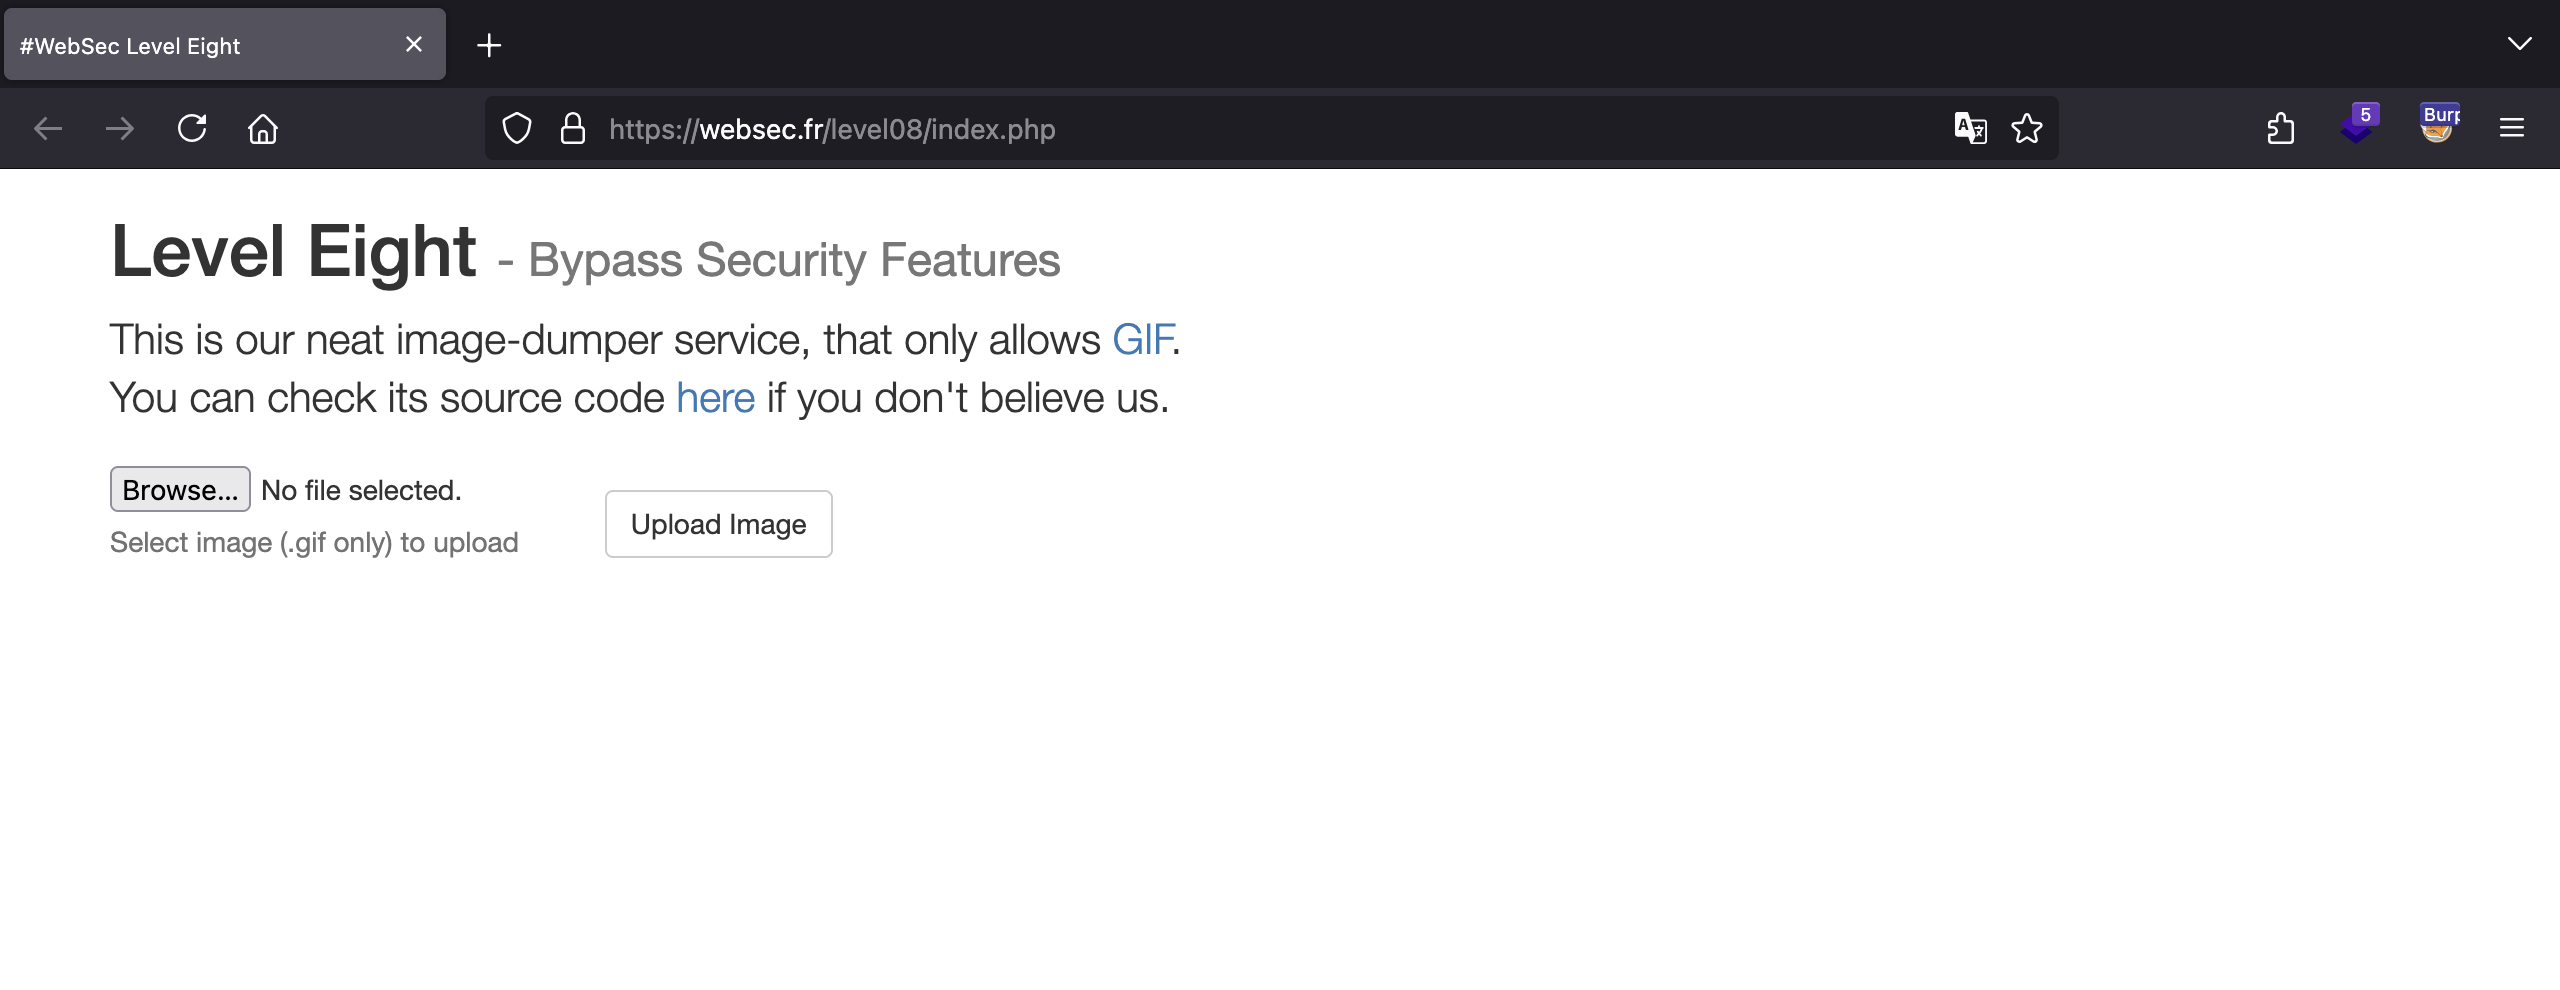 #WebSec Level Eight
https://websec.fr/level08/index.php
5
Burp
Level Eight - Bypass Security Features
This is our neat image-dumper service, that only allows GIF.
You can check its source code here if you don't believe us.
Browse... No file selected.
Upload Image
Select image (.gif only) to upload